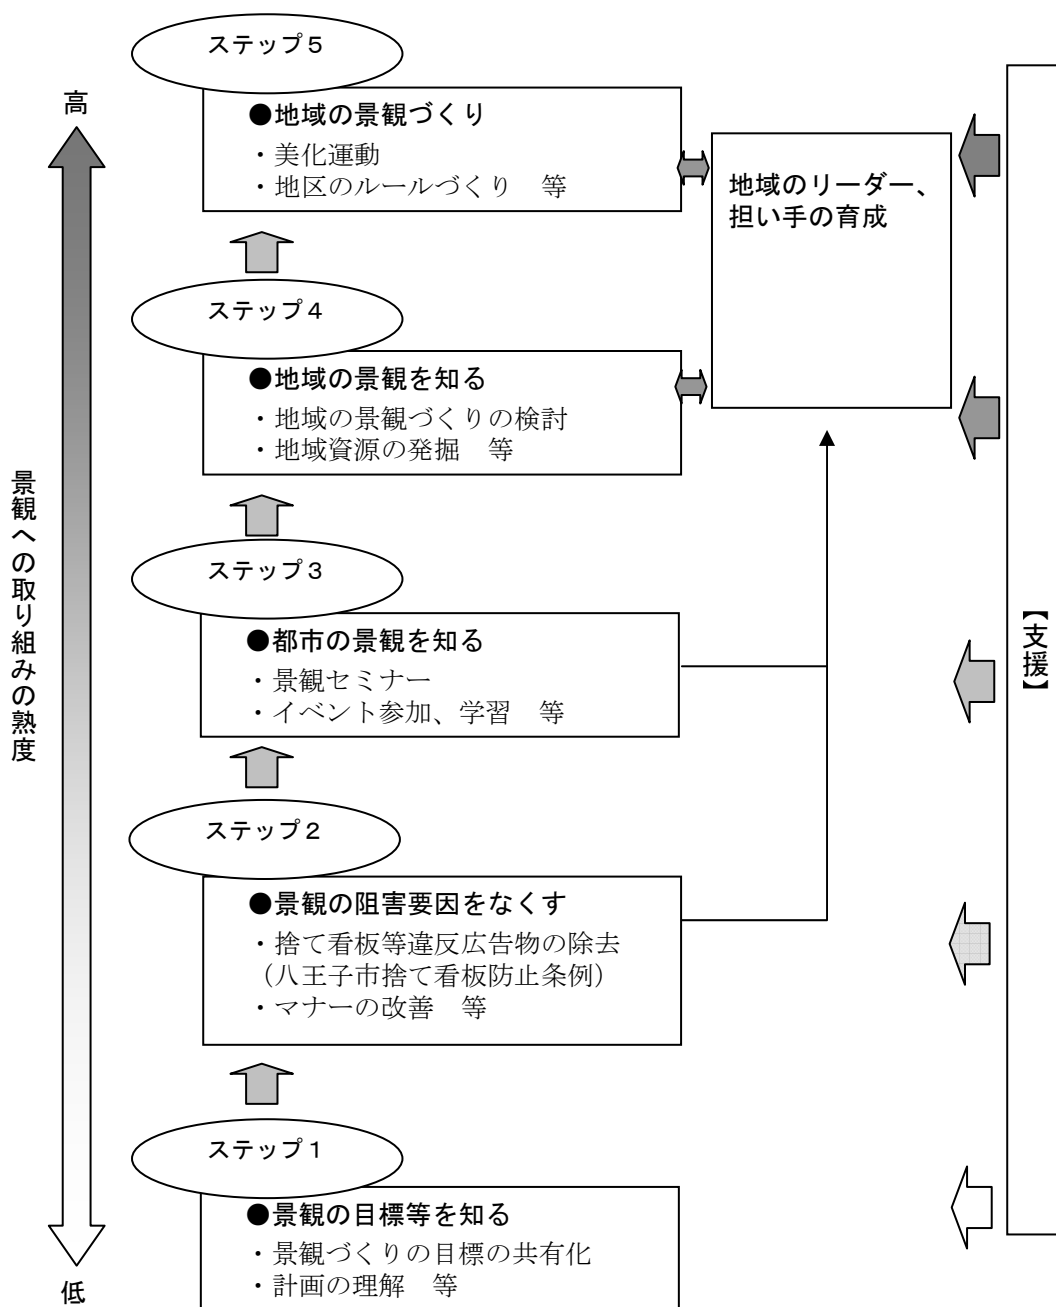 ステップ５
高
●地域の景観づくり
・美化運動
・地区のルールづくり　等
地域のリーダー、
担い手の育成
ステップ４
●地域の景観を知る
・地域の景観づくりの検討
・地域資源の発掘　等
景観への取り組みの熟度
ステップ３
●都市の景観を知る
・景観セミナー
・イベント参加、学習　等
【支援】
ステップ２
●景観の阻害要因をなくす
・捨て看板等違反広告物の除去
（八王子市捨て看板防止条例）
・マナーの改善　等
ステップ１
●景観の目標等を知る
・景観づくりの目標の共有化
・計画の理解　等
低